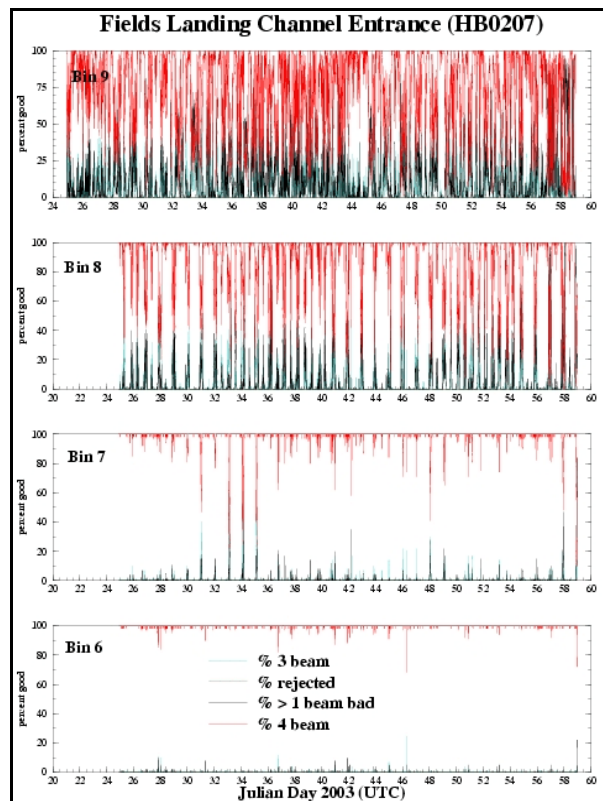 Fields Landing Channel Entrance (HB0207)
100
75
50
25
0
percent good
Bin 9
24 26 28 30 32 34 36 38 40 42 44 46 48 50 52 54 56 58 60
100
80
60
40
20
0
percent good
Bin 8
20 22 24 26 28 30 32 34 36 38 40 42 44 46 48 50 52 54 56 58 60
100
80
60
40
20
0
percent good
Bin 7
20 22 24 26 28 30 32 34 36 38 40 42 44 46 48 50 52 54 56 58 60
100
80
60
40
20
0
percent good
Bin 6
% 3 beam
% rejected
% > 1 beam bad
% 4 beam
20 22 24 26 28 30 32 34 36 38 40 42 44 46 48 50 52 54 56 58 60
Julian Day 2003 (UTC)